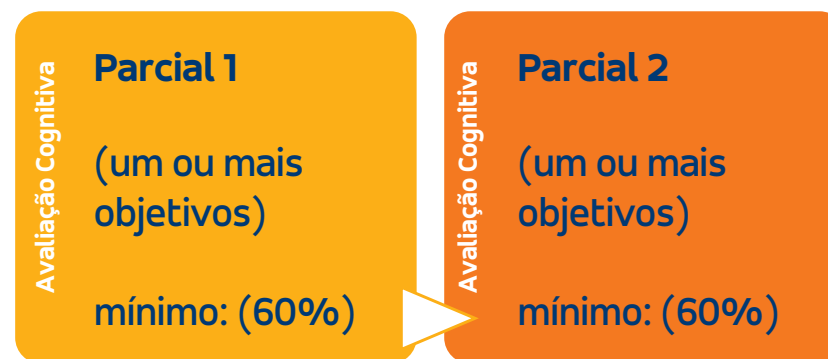 Avaliação Cognitiva
Parcial 1
(um ou mais
objetivos)
mínimo: (60%)
Avaliação Cognitiva
Parcial 2
(um ou mais
objetivos)
mínimo: (60%)